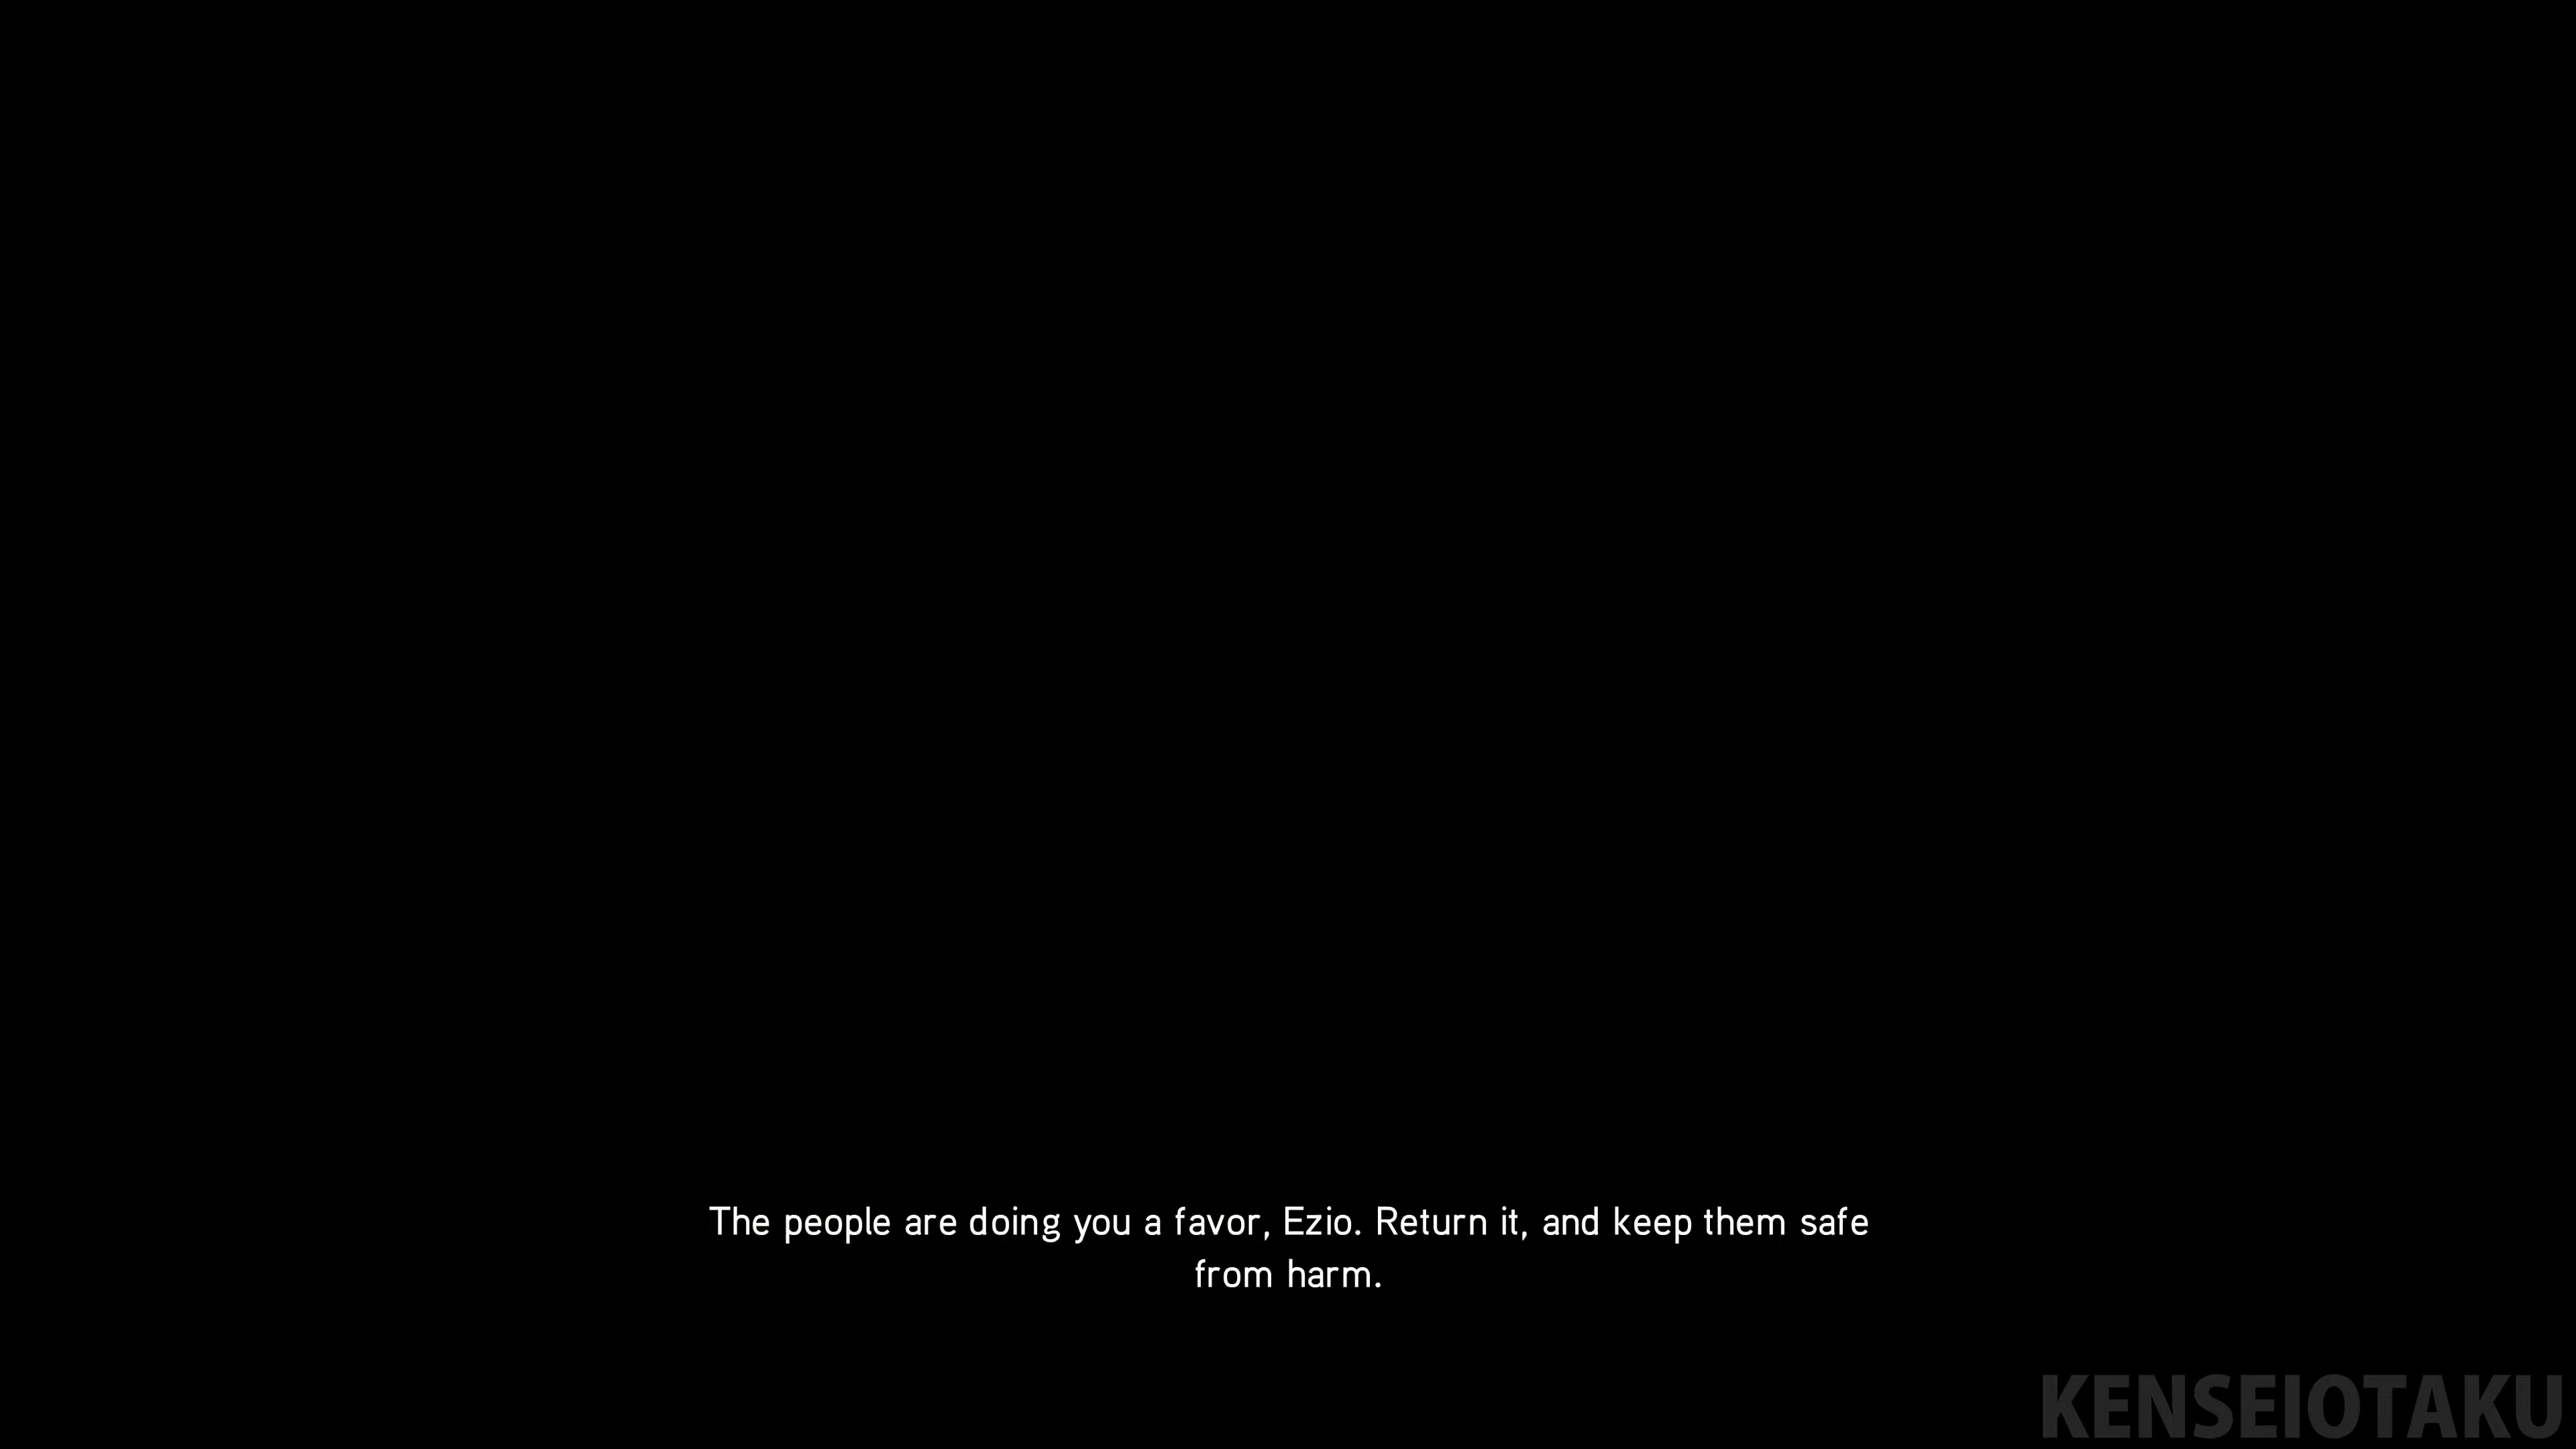 The people are doing you a favor, Ezio. Return it, and keep them safe
from harm.
KENSEIOTAKU